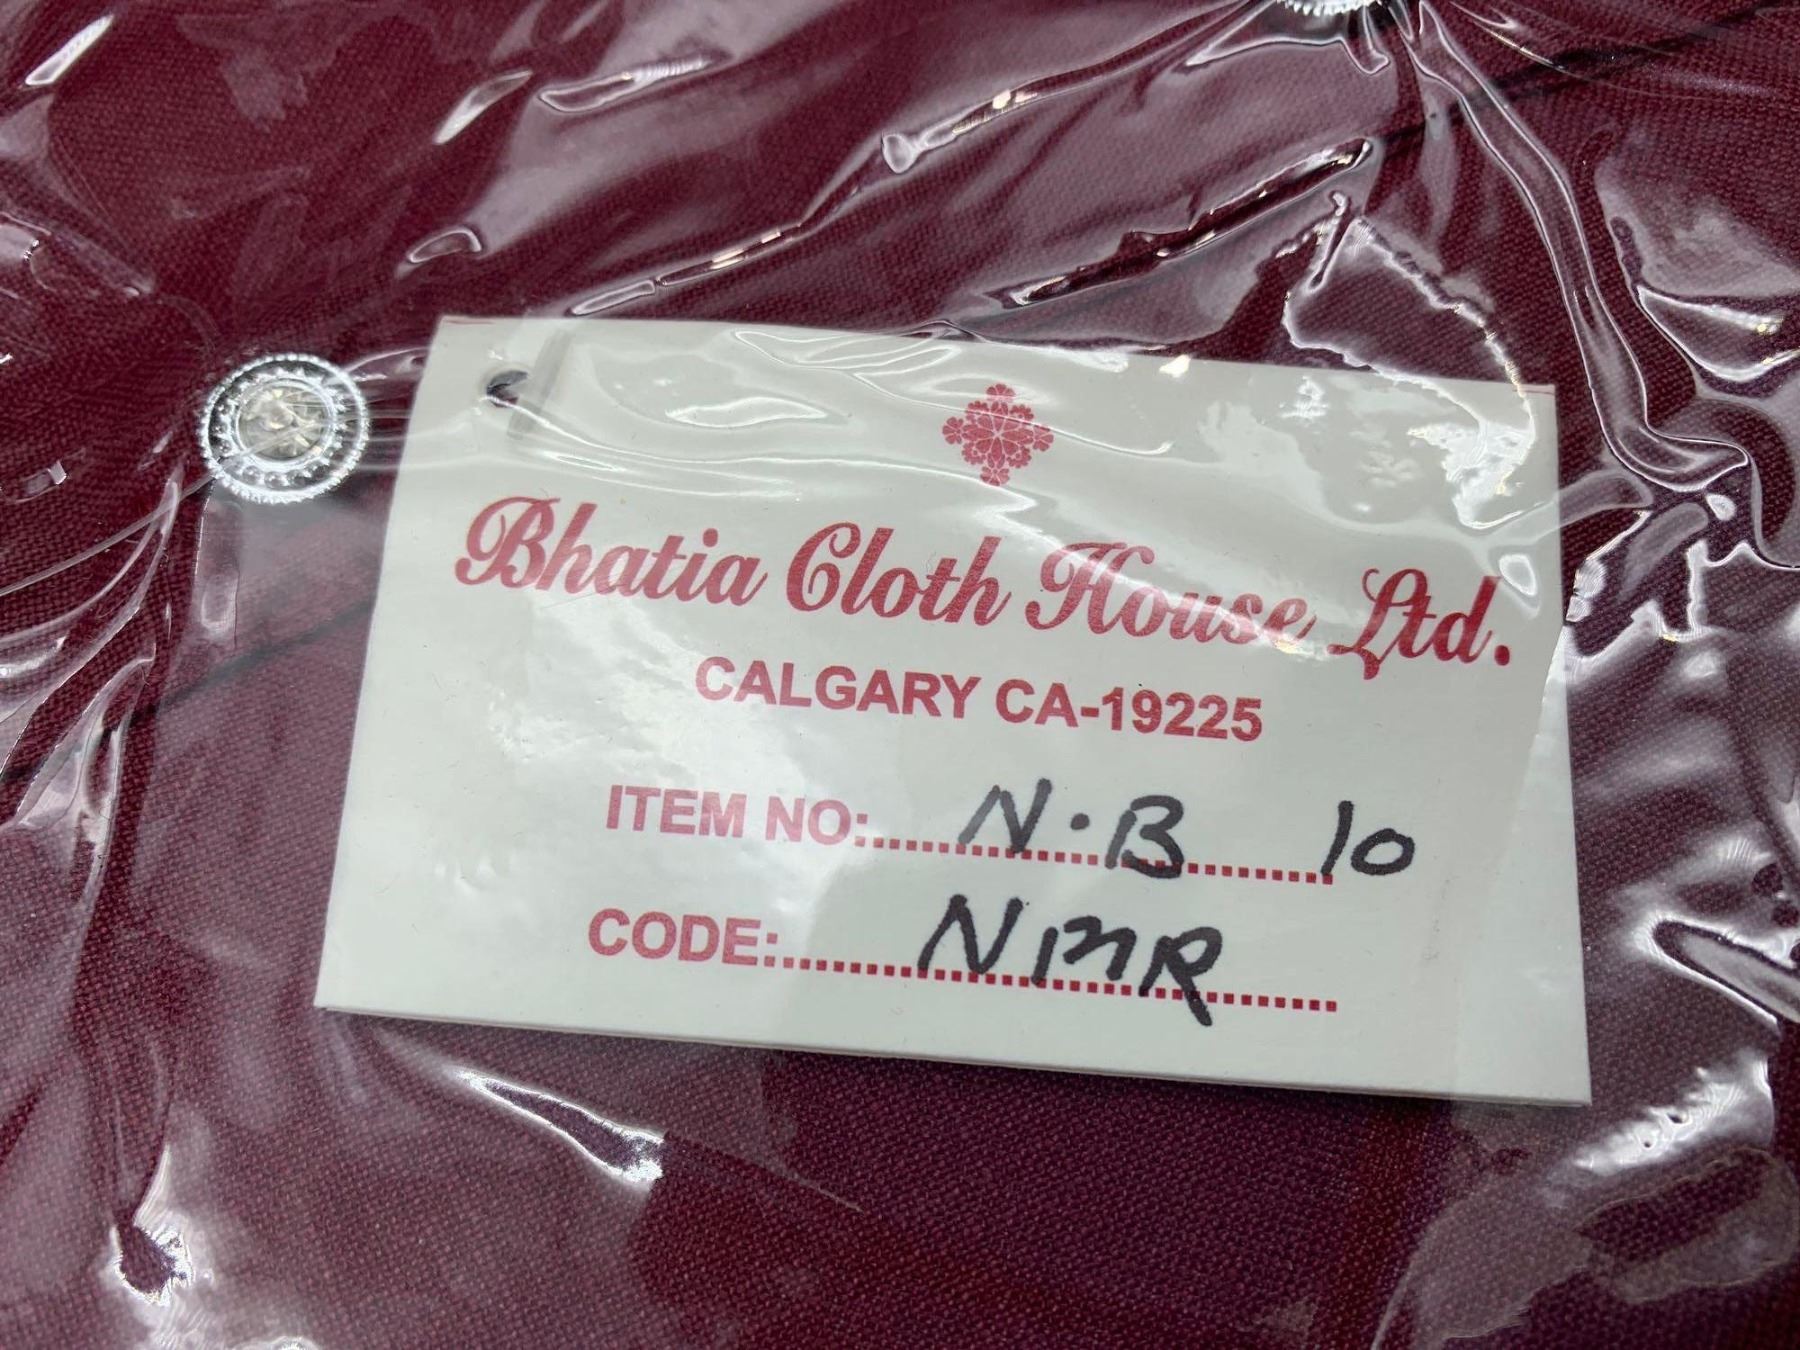 Bhatia Cloth House Ltd.
CALGARY CA-19225
ITEM NO: N.B 10
CODE: NMR